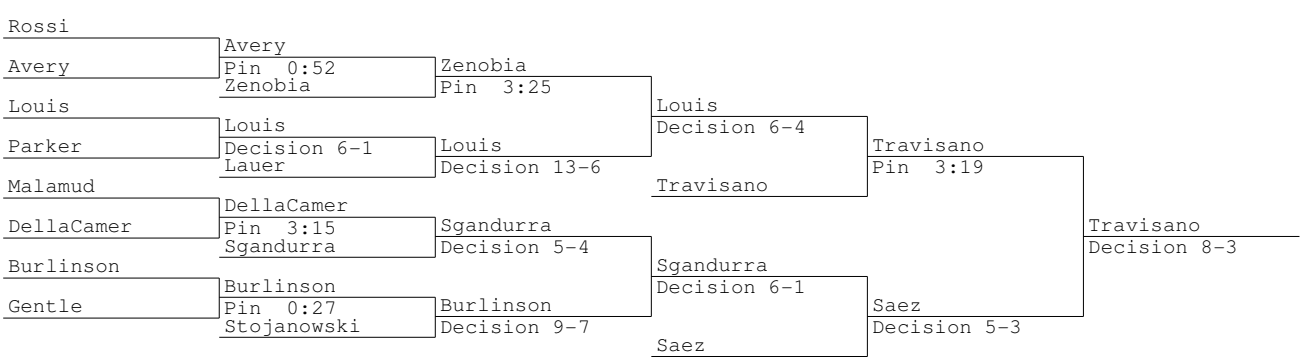 Rossi
Avery
Avery
Pin 0:52
Zenobia
Zenobia
Pin 3:25
Louis
Louis
Decision 6-4
Louis
Parker
Decision 6-1
Louis
Travisano
Lauer
Decision 13-6
Pin 3:19
Malamud
Travisano
DellaCamer
DellaCamer
Pin 3:15
Sgandurra
Travisano
Sgandurra
Decision 5-4
Decision 8-3
Burlinson
Sgandurra
Burlinson
Decision 6-1
Gentle
Pin 0:27
Burlinson
Saez
Stojanowski
Decision 9-7
Decision 5-3
Saez